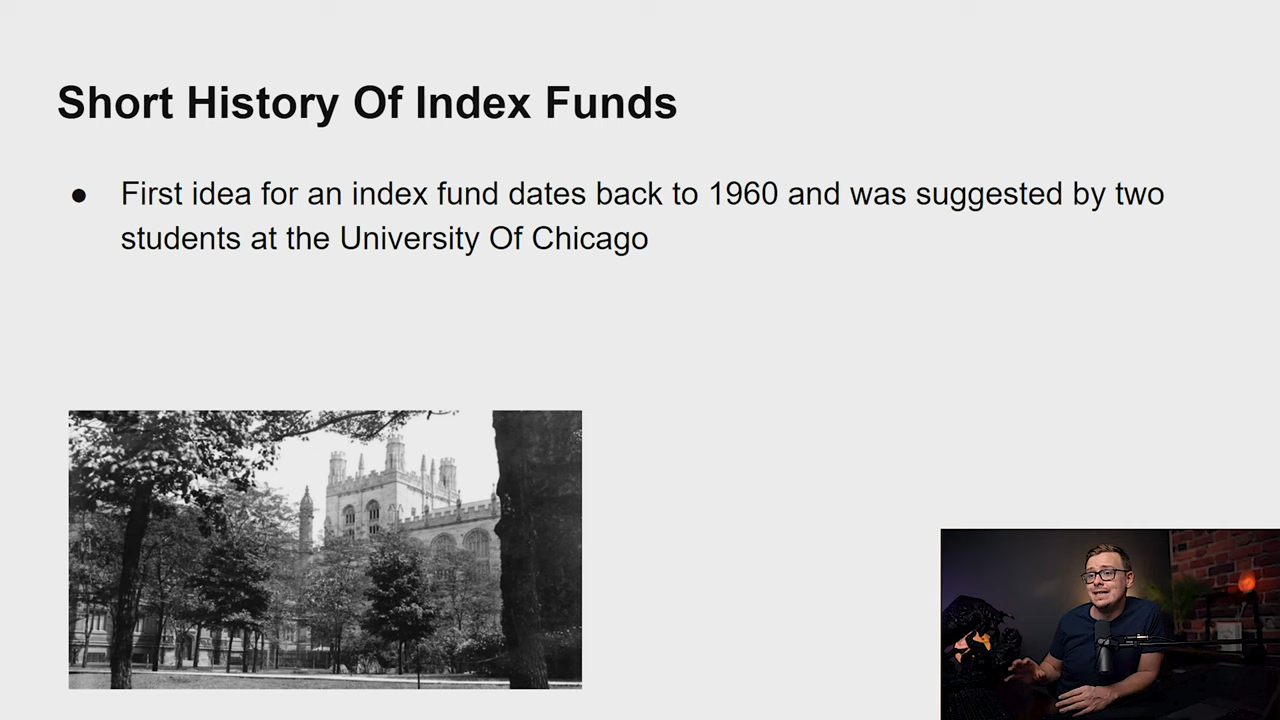 Short History Of Index Funds
● First idea for an index fund dates back to 1960 and was suggested by two
students at the University Of Chicago